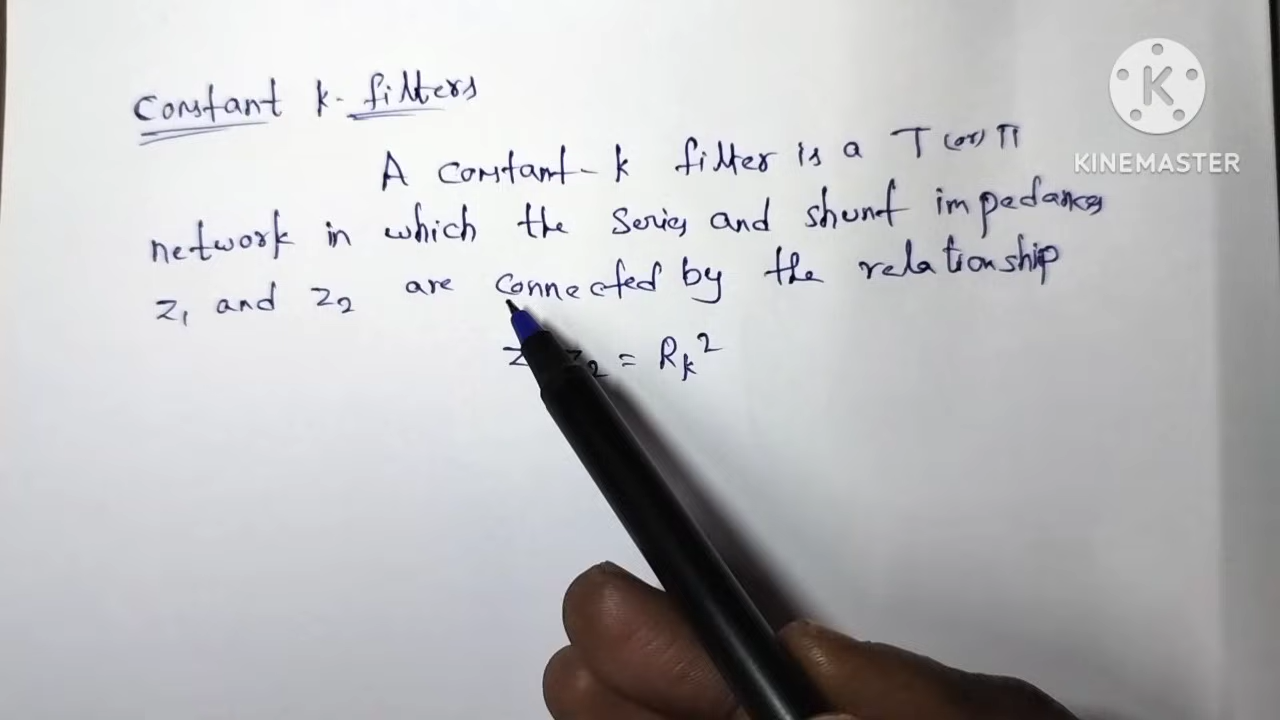 Constant k-filters
A constant-k filter is a T (or) π
network in which the series and shunt impedances
z₁ and z₂ are connected by the relationship
z z₂ = Rₖ²
K
KINEMASTER